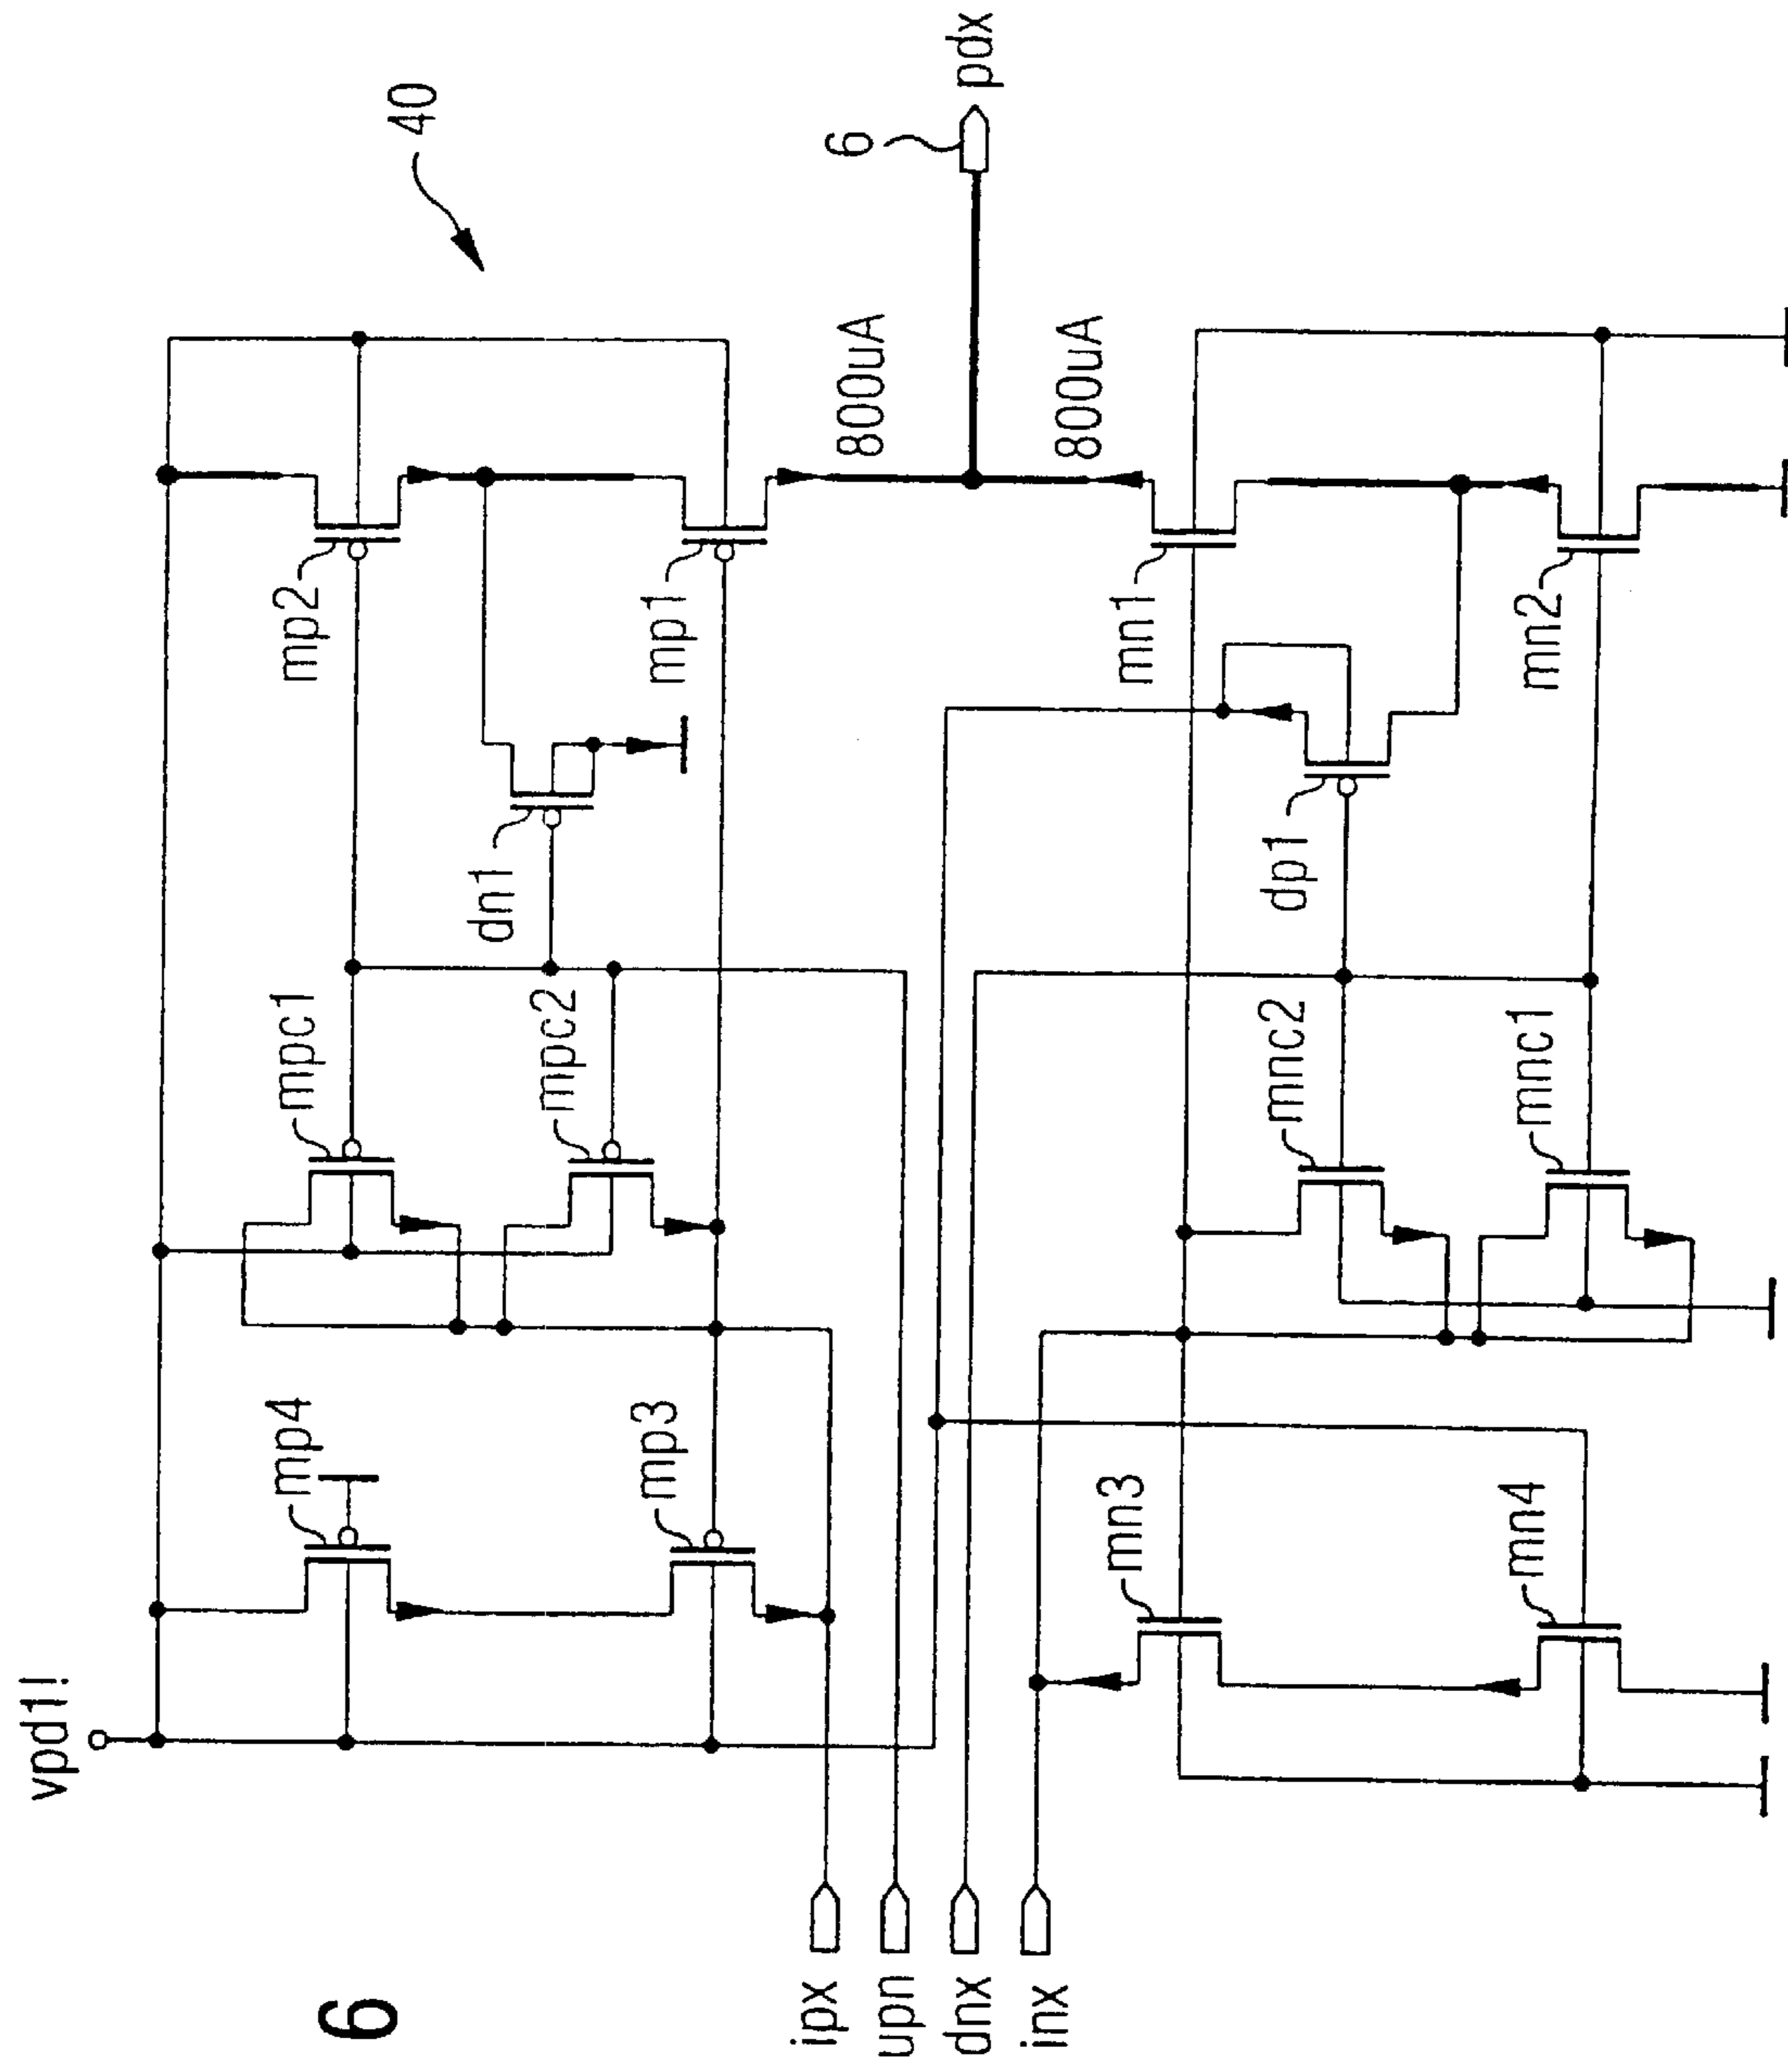 6
vpd1!
ipx
upn
dnx
inx
mp4
mp3
mn3
mn4
mpc1
mpc2
mnc2
mnc1
dn1
dp1
mp2
mp1
mn1
mn2
800uA
800uA
40
6
pdx